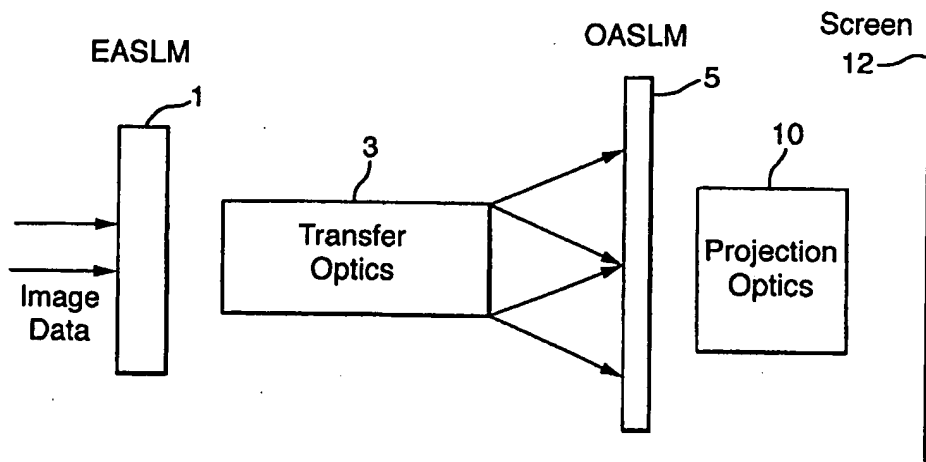 EASLM
1
Image
Data
3
Transfer
Optics
OASLM
5
10
Projection
Optics
Screen
12